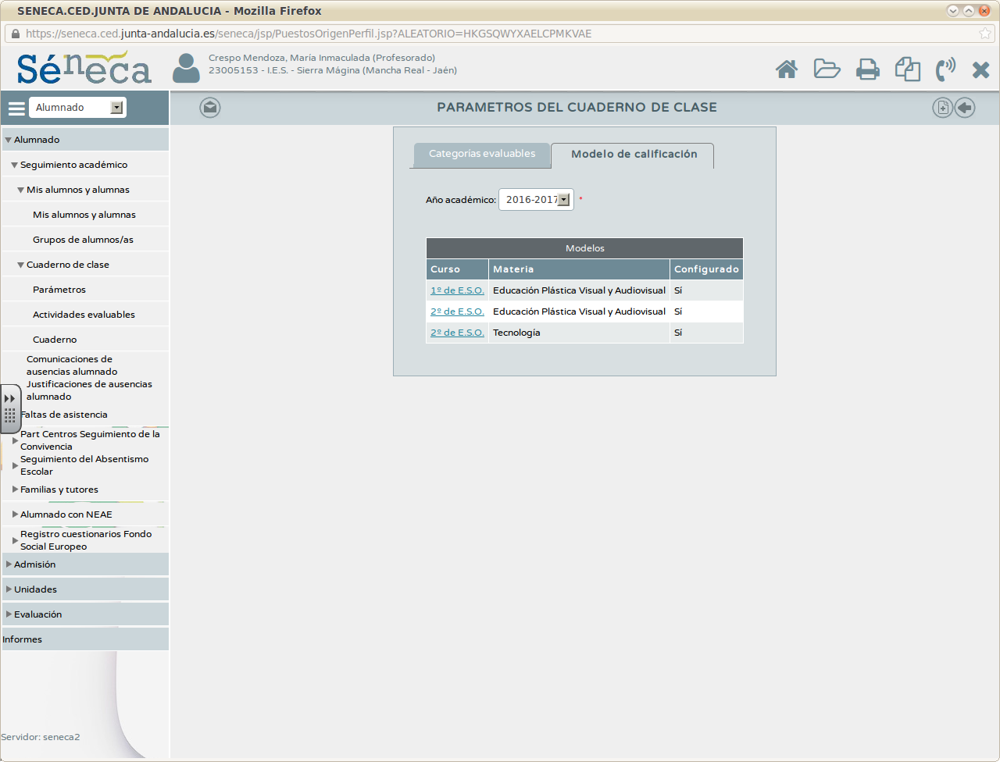 SENECA.CED.JUNTA DE ANDALUCIA - Mozilla Firefox
https://seneca.ced.junta-andalucia.es/seneca/jsp/PuestosOrigenPerfil.jsp?ALEATORIO=HKGSQWYXAELCPMKVAE
Séneca
Crespo Mendoza, María Inmaculada (Profesorado)
23005153 - I.E.S. - Sierra Mágina (Mancha Real - Jaén)
Alumnado
PARAMETROS DEL CUADERNO DE CLASE
Alumnado
Seguimiento académico
Mis alumnos y alumnas
Mis alumnos y alumnas
Grupos de alumnos/as
Cuaderno de clase
Parámetros
Actividades evaluables
Cuaderno
Comunicaciones de
ausencias alumnado
Justificaciones de ausencias
alumnado
Faltas de asistencia
Part Centros Seguimiento de la
Convivencia
Seguimiento del Absentismo
Escolar
Familias y tutores
Alumnado con NEAE
Registro cuestionarios Fondo
Social Europeo
Admisión
Unidades
Evaluación
Informes
Servidor: seneca2
Categorias evaluables
Modelo de calificación
Año académico: 2016-2017 *
Modelos
Curso Materia Configurado
1º de E.S.O. Educación Plástica Visual y Audiovisual Sí
2º de E.S.O. Educación Plástica Visual y Audiovisual Sí
2º de E.S.O. Tecnología Sí